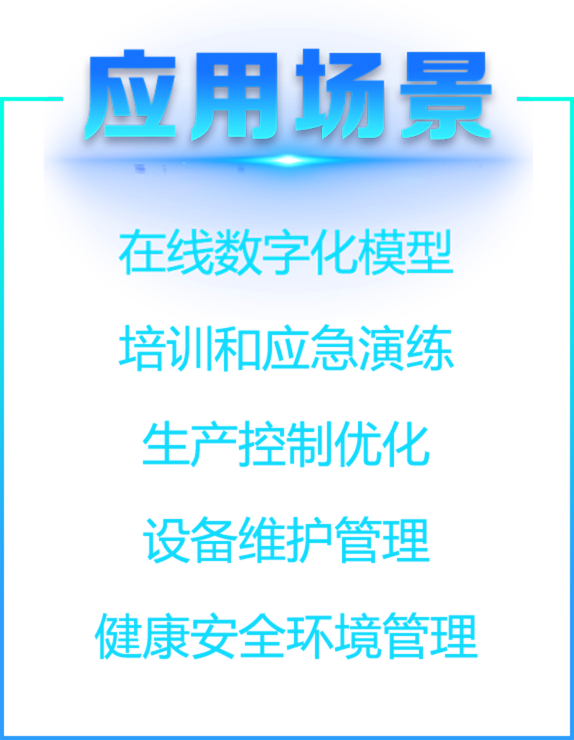 应用场景
在线数字化模型
培训和应急演练
生产控制优化
设备维护管理
健康安全环境管理